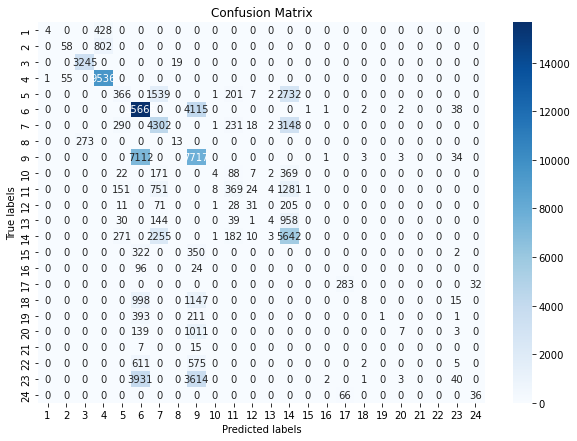 Confusion Matrix
1 4 0 0 428 0 0 0 0 0 0 0 0 0 0 0 0 0 0 0 0 0 0 0 0
2 0 58 0 802 0 0 0 0 0 0 0 0 0 0 0 0 0 0 0 0 0 0 0 0
3 0 0 3245 0 0 0 0 19 0 0 0 0 0 0 0 0 0 0 0 0 0 0 0 0
4 1 55 0 9536 0 0 0 0 0 0 0 0 0 0 0 0 0 0 0 0 0 0 0 0
5 0 0 0 0 366 0 1539 0 0 1 201 7 2 2732 0 0 0 0 0 0 0 0 0 0
6 0 0 0 0 0 0 0 4115 0 0 0 0 0 1 1 0 2 0 2 0 0 38 0
7 0 0 0 0 290 0 4302 0 0 1 231 18 2 3148 0 0 0 0 0 0 0 0 0 0
8 0 0 273 0 0 0 0 13 0 0 0 0 0 0 0 0 0 0 0 0 0 0 0 0
9 0 0 0 0 0 7112 0 0 7717 0 0 0 0 0 0 1 0 3 0 3 0 0 34 0
10 0 0 0 0 22 0 171 0 0 4 88 7 2 369 0 0 0 0 0 0 0 0 0 0
11 0 0 0 0 151 0 751 0 0 8 369 24 4 1281 1 0 0 0 0 0 0 0 0 0
12 0 0 0 0 11 0 71 0 0 1 28 31 0 205 0 0 0 0 0 0 0 0 0 0
13 0 0 0 0 30 0 144 0 0 0 39 1 4 958 0 0 0 0 0 0 0 0 0 0
14 0 0 0 0 271 0 2255 0 0 1 182 10 3 5642 0 0 0 0 0 0 0 0 0 0
15 0 0 0 0 0 322 0 0 350 0 0 0 0 0 0 0 0 0 0 0 0 0 2 0
16 0 0 0 0 0 96 0 0 24 0 0 0 0 0 0 0 0 0 0 0 0 0 0 0
17 0 0 0 0 0 0 0 0 0 0 0 0 0 0 0 0 283 0 0 0 0 0 0 32
18 0 0 0 0 0 998 0 0 1147 0 0 0 0 0 0 0 0 8 0 0 0 0 15 0
19 0 0 0 0 0 393 0 0 211 0 0 0 0 0 0 0 0 0 1 0 0 0 1 0
20 0 0 0 0 0 139 0 0 1011 0 0 0 0 0 0 0 0 0 0 7 0 0 3 0
21 0 0 0 0 0 7 0 0 15 0 0 0 0 0 0 0 0 0 0 0 0 0 0 0
22 0 0 0 0 0 611 0 0 575 0 0 0 0 0 0 0 0 2 0 0 0 0 5 0
23 0 0 0 0 0 3931 0 0 3614 0 0 0 0 0 0 2 0 1 0 3 0 0 40 0
24 0 0 0 0 0 0 0 0 0 0 0 0 0 0 0 0 66 0 0 0 0 0 0 36
1 2 3 4 5 6 7 8 9 10 11 12 13 14 15 16 17 18 19 20 21 22 23 24
Predicted labels
True labels
14000
12000
10000
8000
6000
4000
2000
0